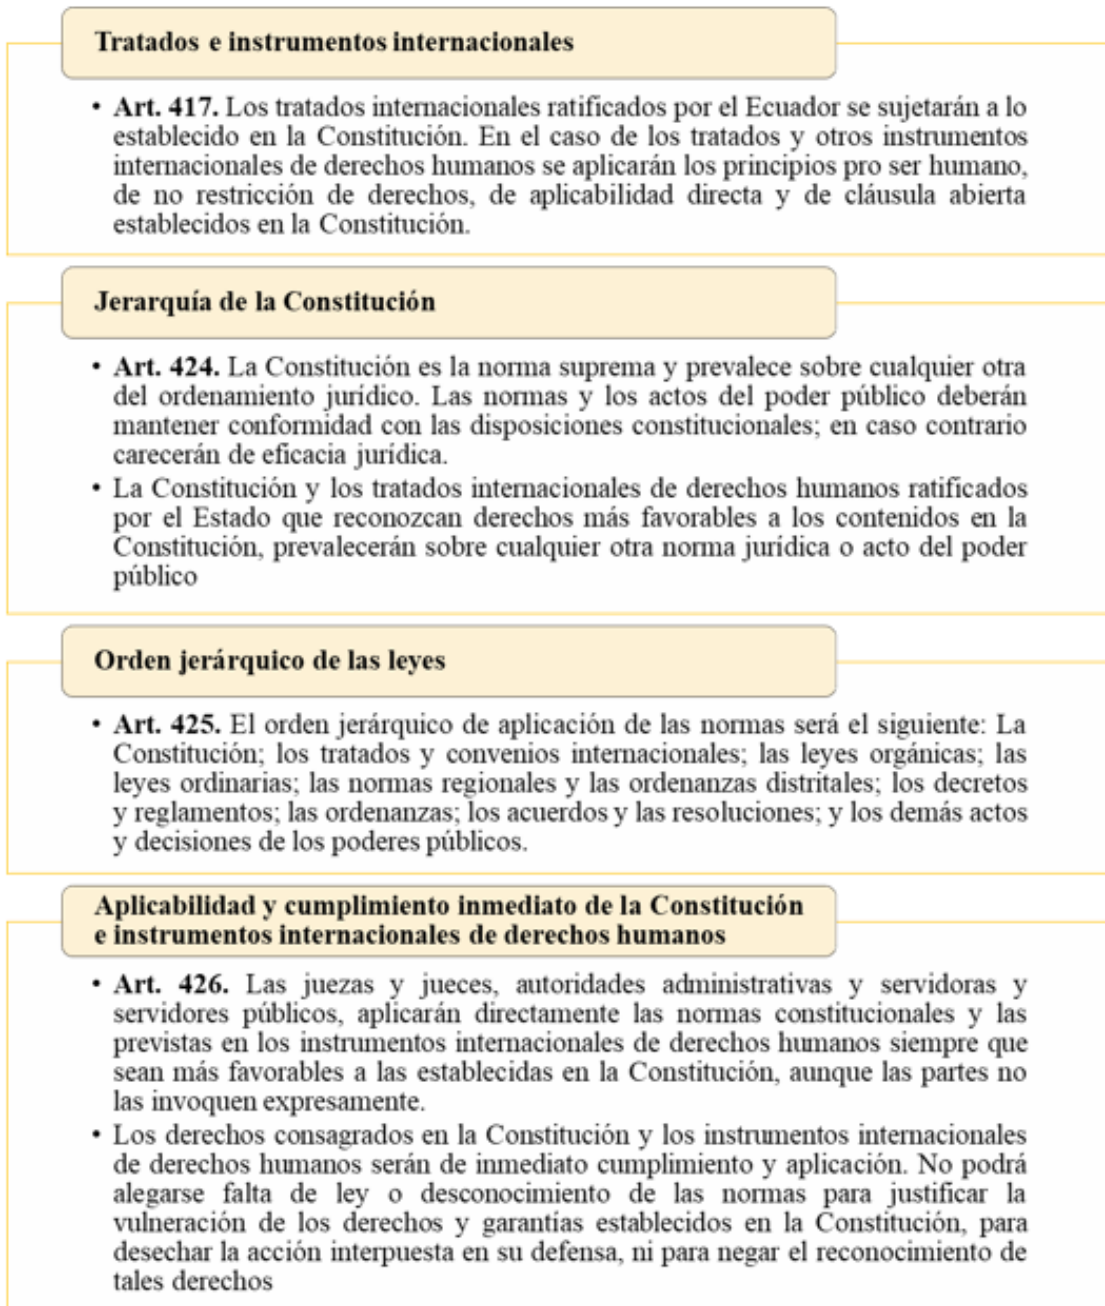 Tratados e instrumentos internacionales
• Art. 417. Los tratados internacionales ratificados por el Ecuador se sujetarán a lo
establecido en la Constitución. En el caso de los tratados y otros instrumentos
internacionales de derechos humanos se aplicarán los principios pro ser humano,
de no restricción de derechos, de aplicabilidad directa y de cláusula abierta
establecidos en la Constitución.
Jerarquía de la Constitución
• Art. 424. La Constitución es la norma suprema y prevalece sobre cualquier otra
del ordenamiento jurídico. Las normas y los actos del poder público deberán
mantener conformidad con las disposiciones constitucionales; en caso contrario
carecerán de eficacia jurídica.
• La Constitución y los tratados internacionales de derechos humanos ratificados
por el Estado que reconozcan derechos más favorables a los contenidos en la
Constitución, prevalecerán sobre cualquier otra norma jurídica o acto del poder
público
Orden jerárquico de las leyes
• Art. 425. El orden jerárquico de aplicación de las normas será el siguiente: La
Constitución; los tratados y convenios internacionales; las leyes orgánicas; las
leyes ordinarias; las normas regionales y las ordenanzas distritales; los decretos
y reglamentos; las ordenanzas; los acuerdos y las resoluciones; y los demás actos
y decisiones de los poderes públicos.
Aplicabilidad y cumplimiento inmediato de la Constitución
e instrumentos internacionales de derechos humanos
• Art. 426. Las juezas y jueces, autoridades administrativas y servidoras y
servidores públicos, aplicarán directamente las normas constitucionales y las
previstas en los instrumentos internacionales de derechos humanos siempre que
sean más favorables a las establecidas en la Constitución, aunque las partes no
las invoquen expresamente.
• Los derechos consagrados en la Constitución y los instrumentos internacionales
de derechos humanos serán de inmediato cumplimiento y aplicación. No podrá
alegarse falta de ley o desconocimiento de las normas para justificar la
vulneración de los derechos y garantías establecidos en la Constitución, para
desechar la acción interpuesta en su defensa, ni para negar el reconocimiento de
tales derechos